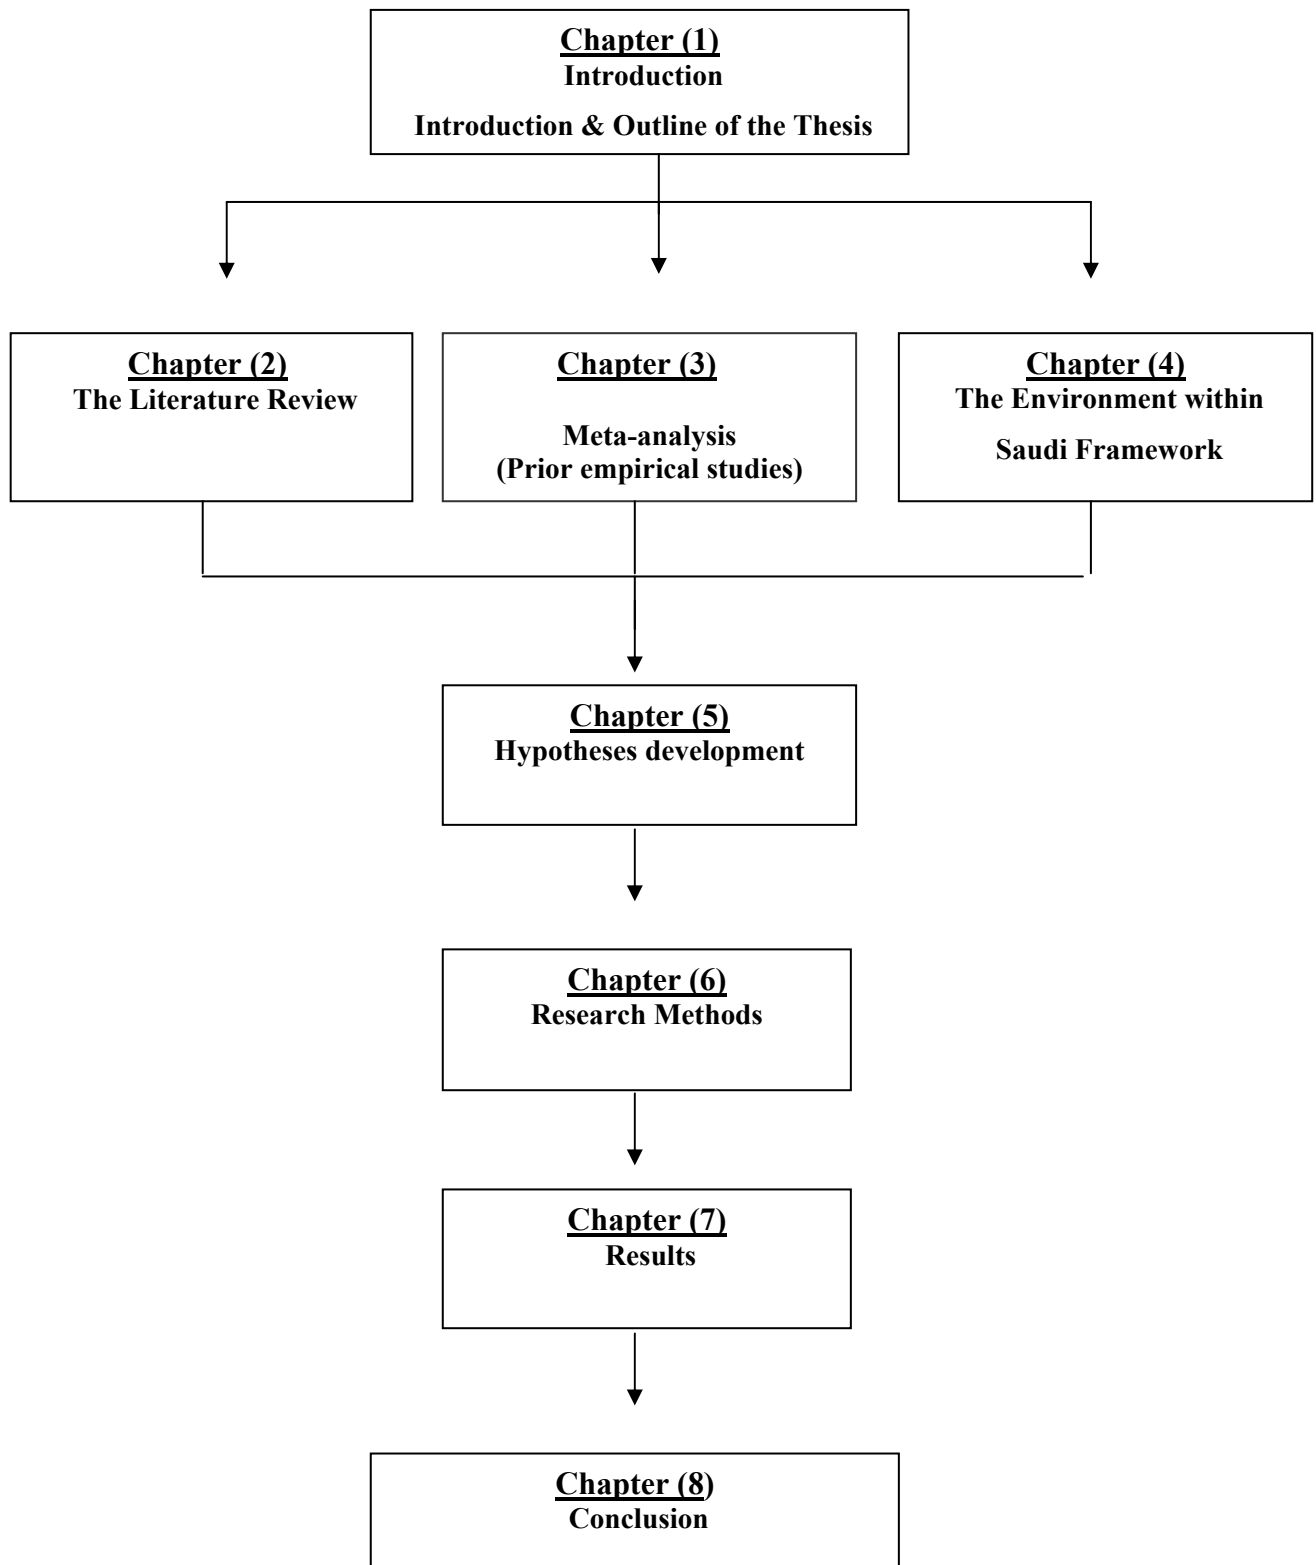 Chapter (1)
Introduction
Introduction & Outline of the Thesis
Chapter (2)
The Literature Review
Chapter (3)
Meta-analysis
(Prior empirical studies)
Chapter (4)
The Environment within
Saudi Framework
Chapter (5)
Hypotheses development
Chapter (6)
Research Methods
Chapter (7)
Results
Chapter (8)
Conclusion